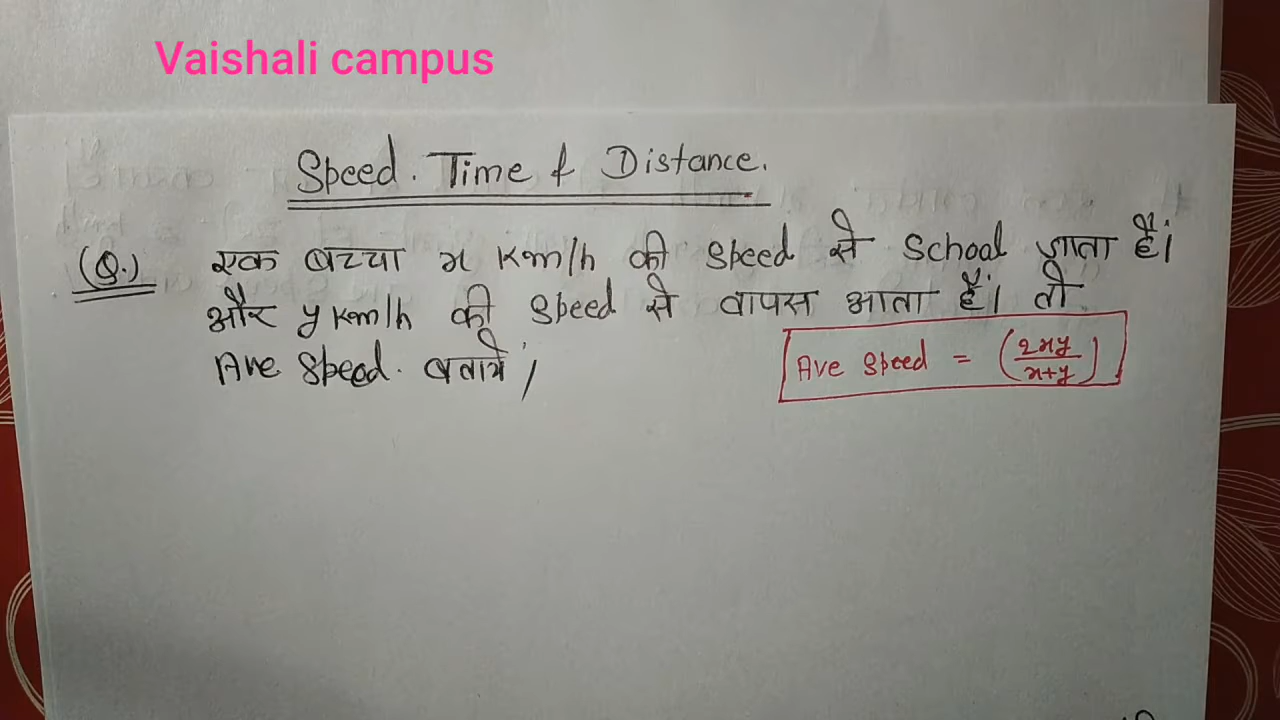 Vaishali campus
Speed. Time & Distance.
(Q.) एक बच्चा x Km/h की speed से School जाता है।
और y Km/h की speed से वापस आता है। तो
Ave speed. बताये।
Ave speed = (2xy/x+y)